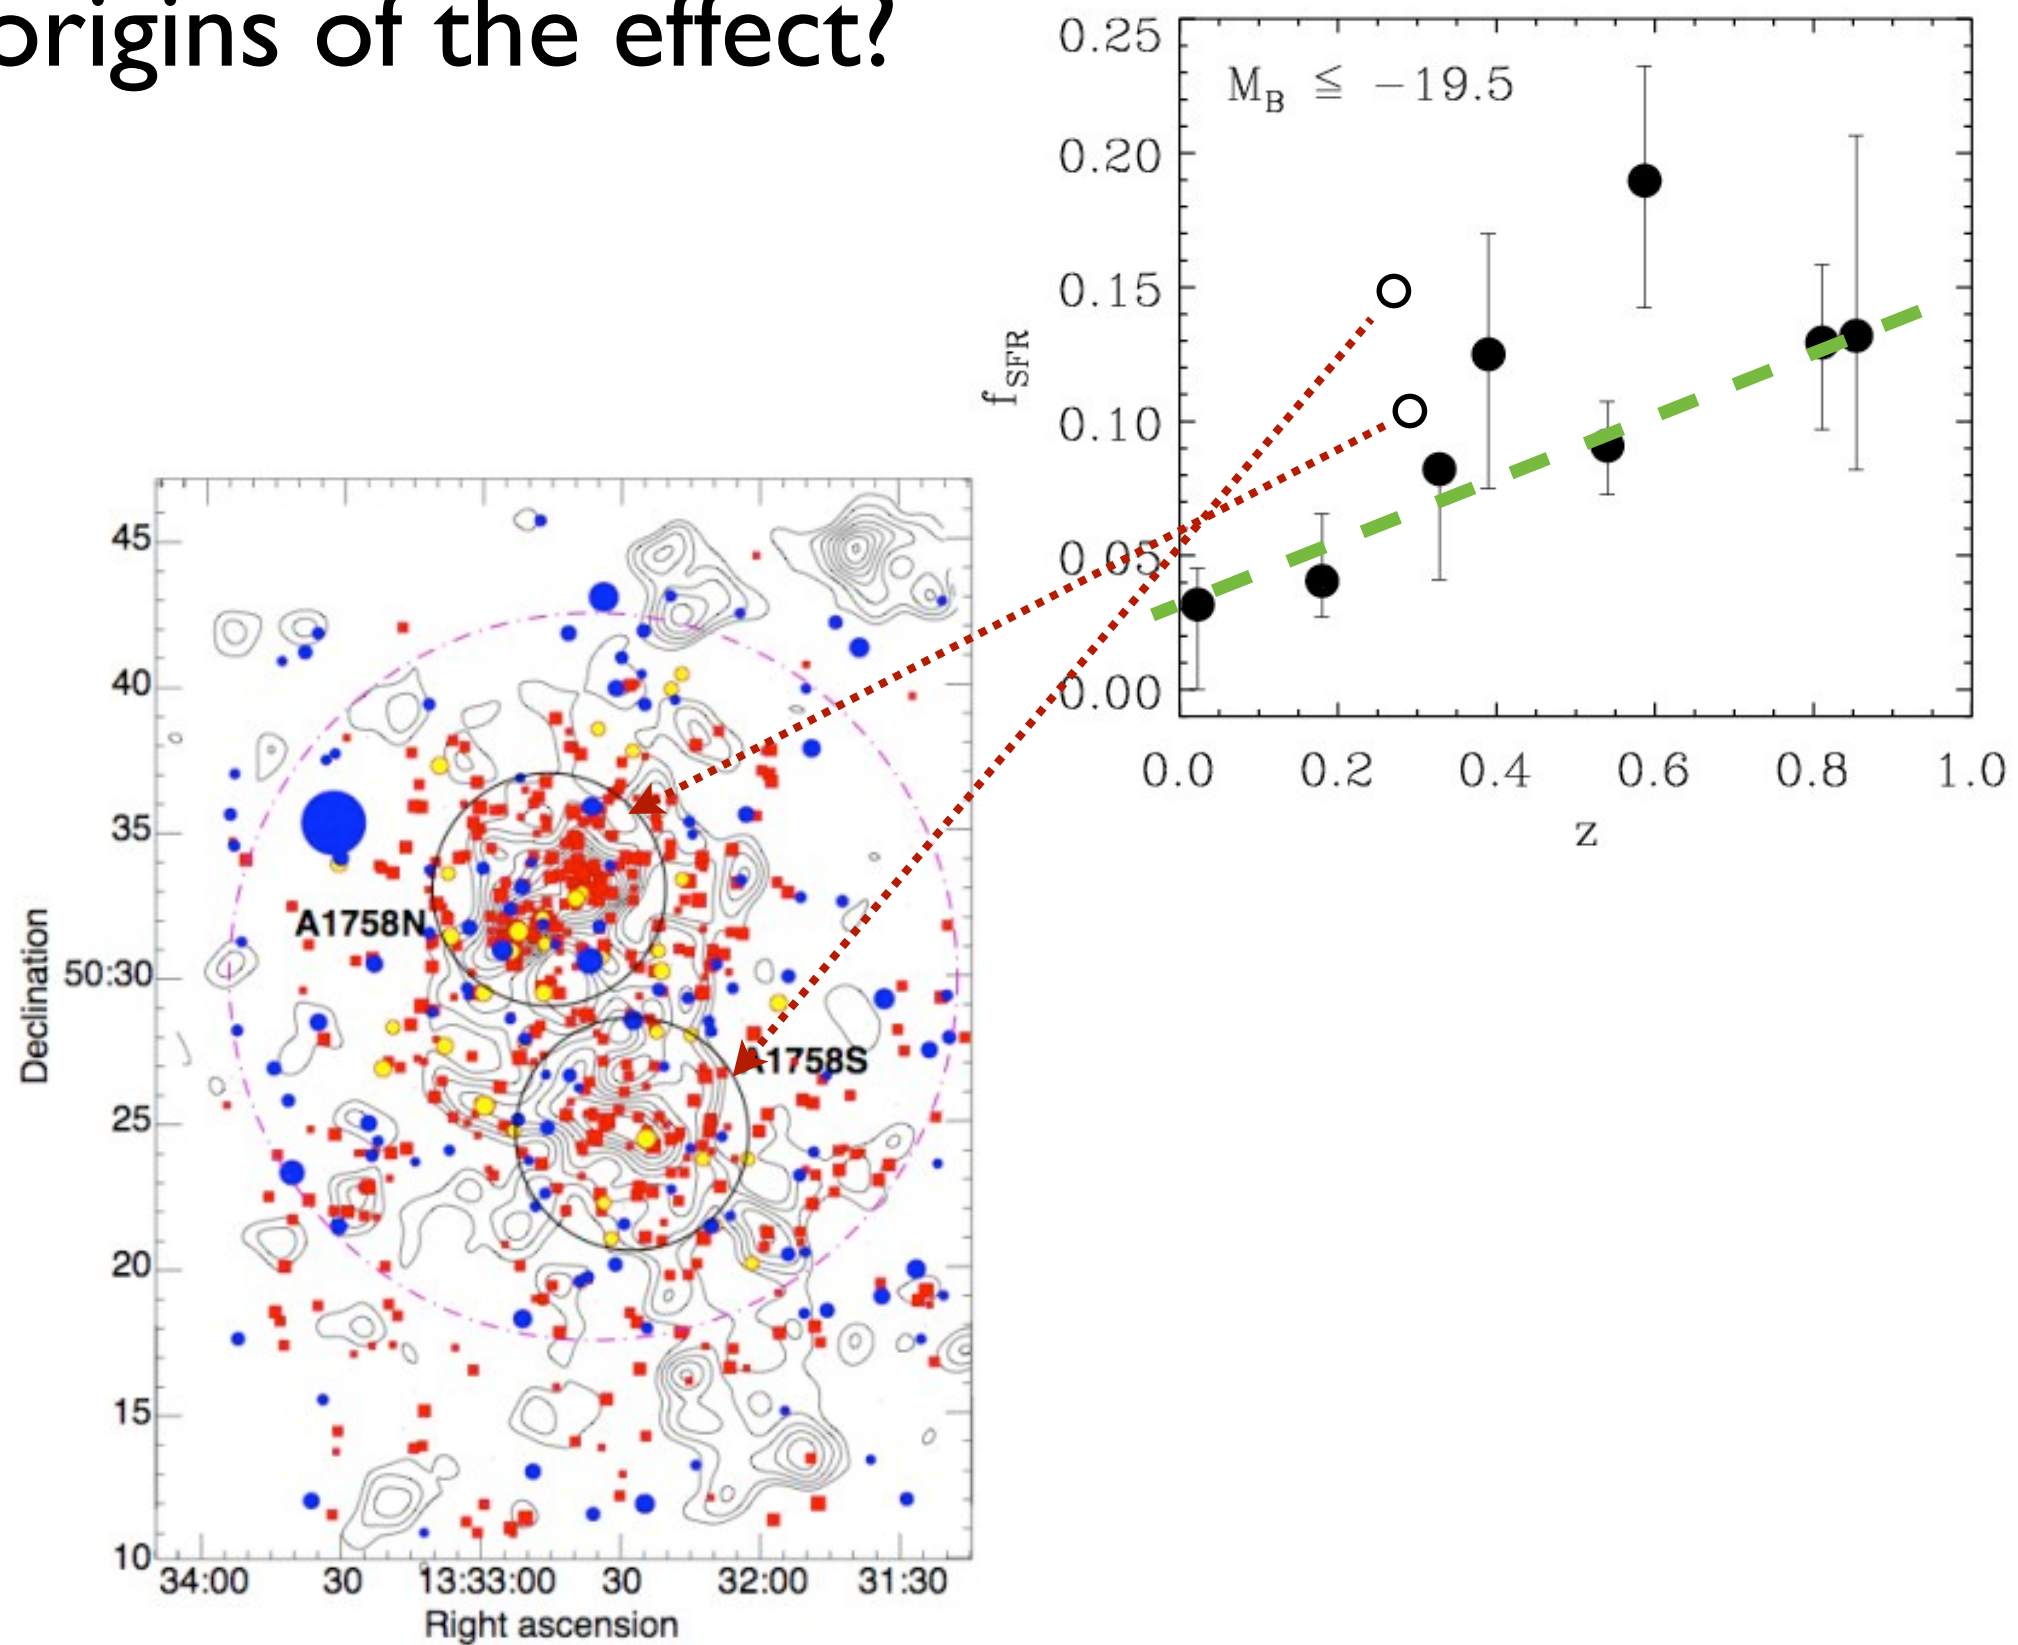 origins of the effect?
0.25
M_B ≦ −19.5
0.20
0.15
f_SFR
0.10
0.05
0.00
0.0 0.2 0.4 0.6 0.8 1.0
z
45
40
35
A1758N
Declination
50:30
A1758S
25
20
15
10
34:00 30 13:33:00 30 32:00 31:30
Right ascension